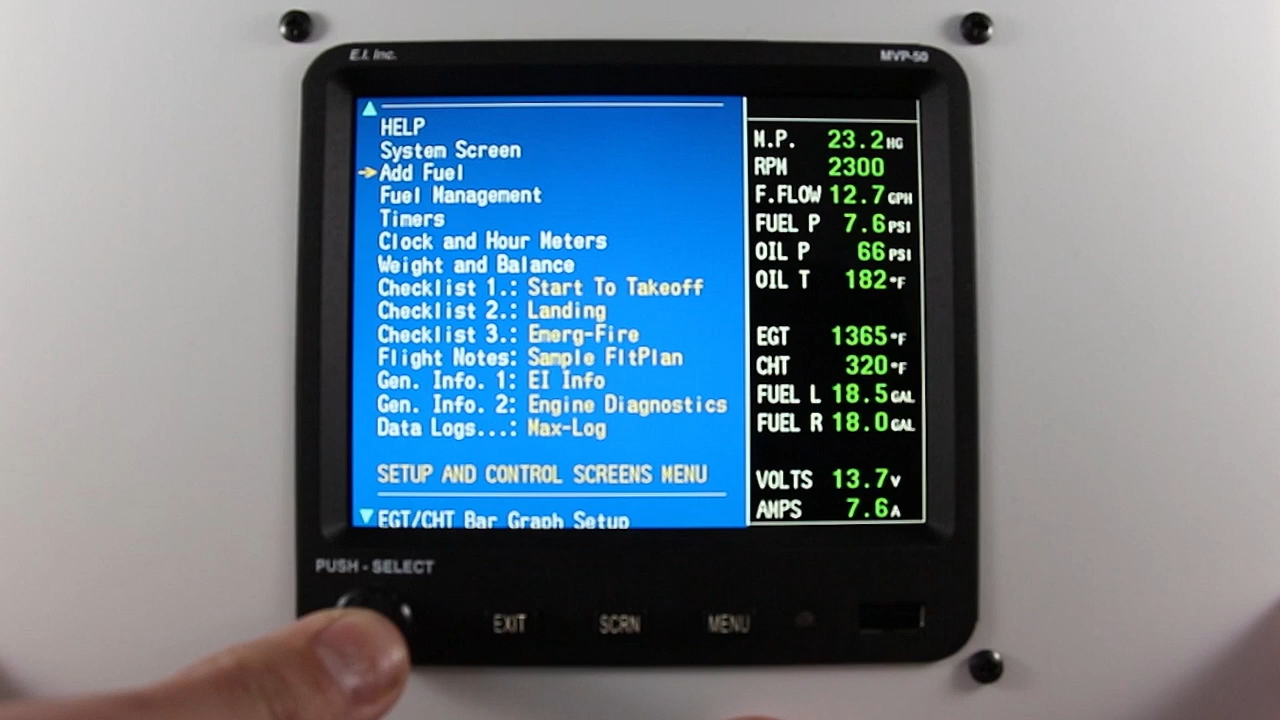 E.I. Inc.
MVP-50
HELP
System Screen
Add Fuel
Fuel Management
Timers
Clock and Hour Meters
Weight and Balance
Checklist 1.: Start To Takeoff
Checklist 2.: Landing
Checklist 3.: Emerg-Fire
Flight Notes: Sample FltPlan
Gen. Info. 1: EI Info
Gen. Info. 2: Engine Diagnostics
Data Logs...: Max-Log
SETUP AND CONTROL SCREENS MENU
EGT/CHT Bar Graph Setup
M.P. 23.2 HG
RPM 2300
F.FLOW 12.7 GPH
FUEL P 7.6 PSI
OIL P 66 PSI
OIL T 182 °F
EGT 1365 °F
CHT 320 °F
FUEL L 18.5 GAL
FUEL R 18.0 GAL
VOLTS 13.7 V
AMPS 7.6 A
PUSH - SELECT
EXIT
SCRN
MENU